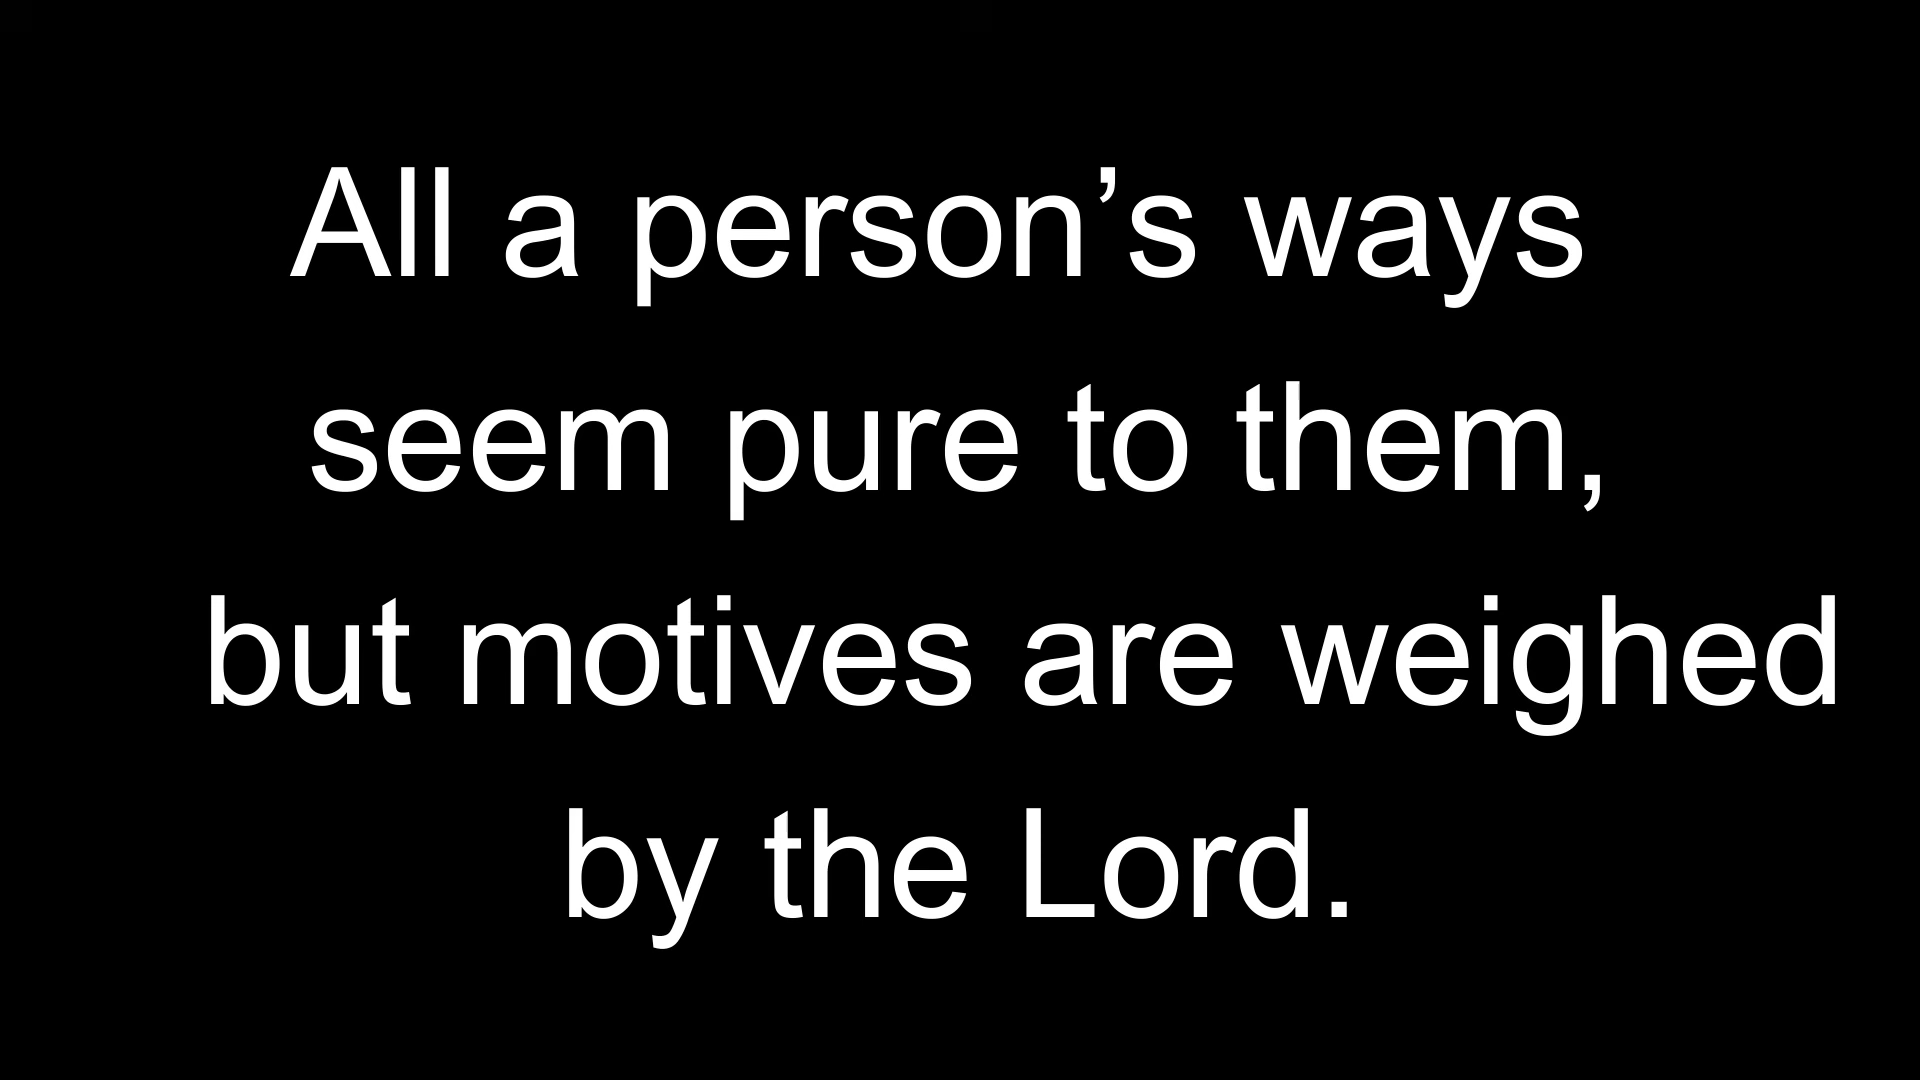 All a person’s ways
seem pure to them,
but motives are weighed
by the Lord.